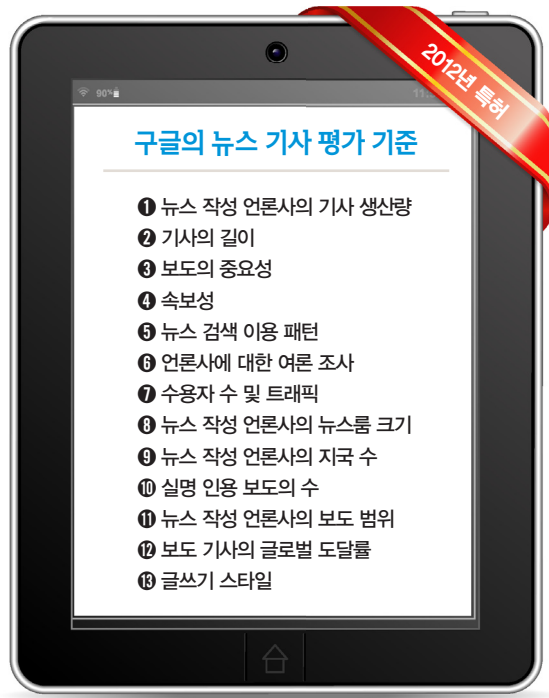 2012년 특허
90%
구글의 뉴스 기사 평가 기준
❶ 뉴스 작성 언론사의 기사 생산량
❷ 기사의 길이
❸ 보도의 중요성
❹ 속보성
❺ 뉴스 검색 이용 패턴
❻ 언론사에 대한 여론 조사
❼ 수용자 수 및 트래픽
❽ 뉴스 작성 언론사의 뉴스룸 크기
❾ 뉴스 작성 언론사의 지국 수
❿ 실명 인용 보도의 수
⓫ 뉴스 작성 언론사의 보도 범위
⓬ 보도 기사의 글로벌 도달률
⓭ 글쓰기 스타일